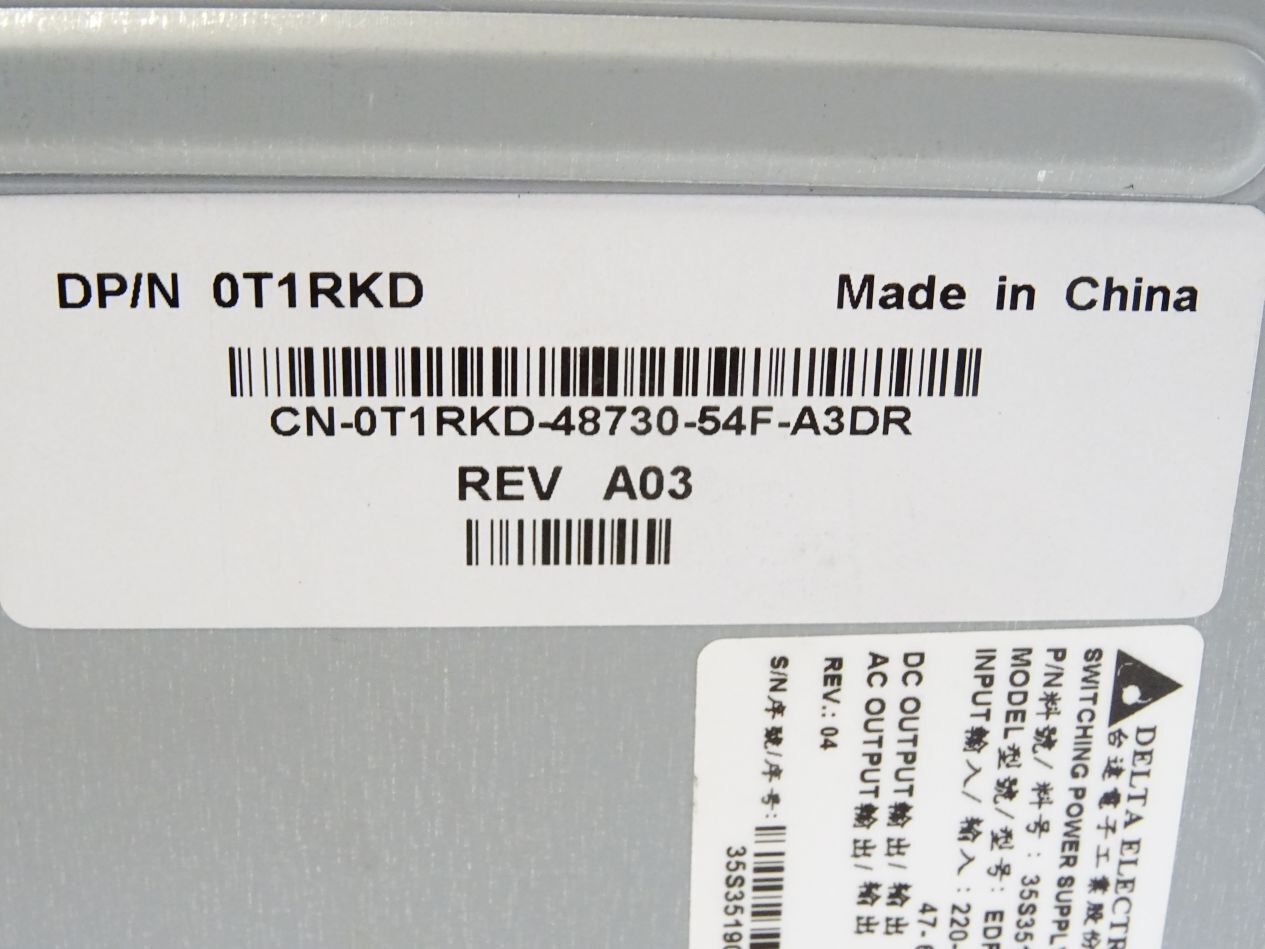 DP/N 0T1RKD
Made in China
CN-0T1RKD-48730-54F-A3DR
REV A03
DELTA ELECTR
台達電子工業股份
SWITCHING POWER SUPPL
P/N料號/料号: 35S351
MODEL型號/型号: EDP
INPUT輸入/输入: 220-
47-6
DC OUTPUT輸出/输出
AC OUTPUT輸出/输出
REV.: 04
S/N序號/序号:
35S3519